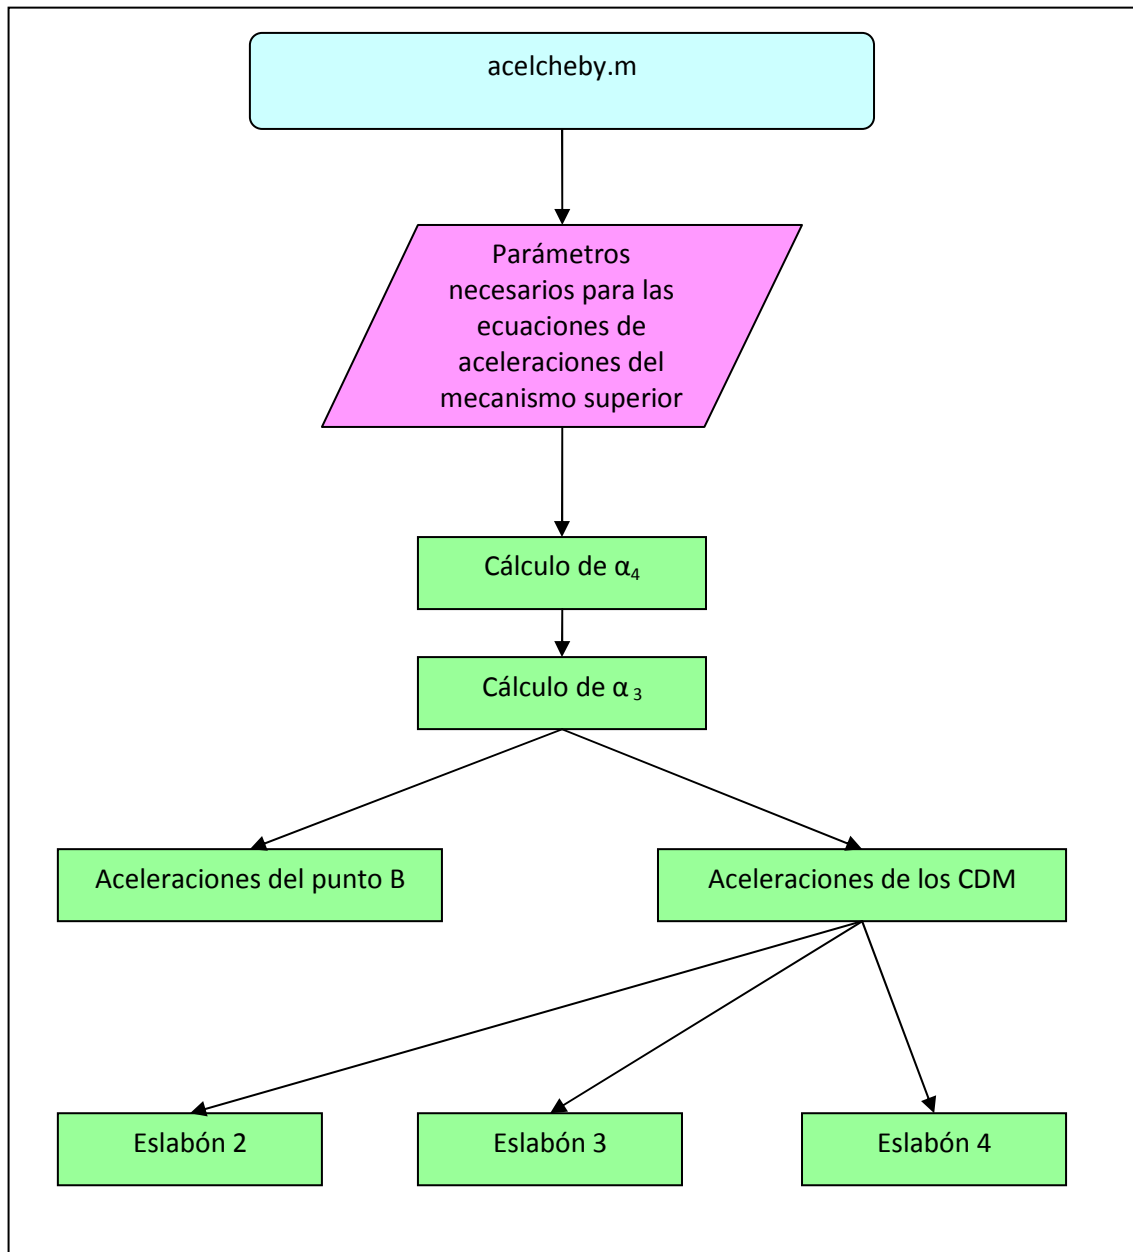 acelcheby.m
Parámetros
necesarios para las
ecuaciones de
aceleraciones del
mecanismo superior
Cálculo de α₄
Cálculo de α ₃
Aceleraciones del punto B
Aceleraciones de los CDM
Eslabón 2
Eslabón 3
Eslabón 4